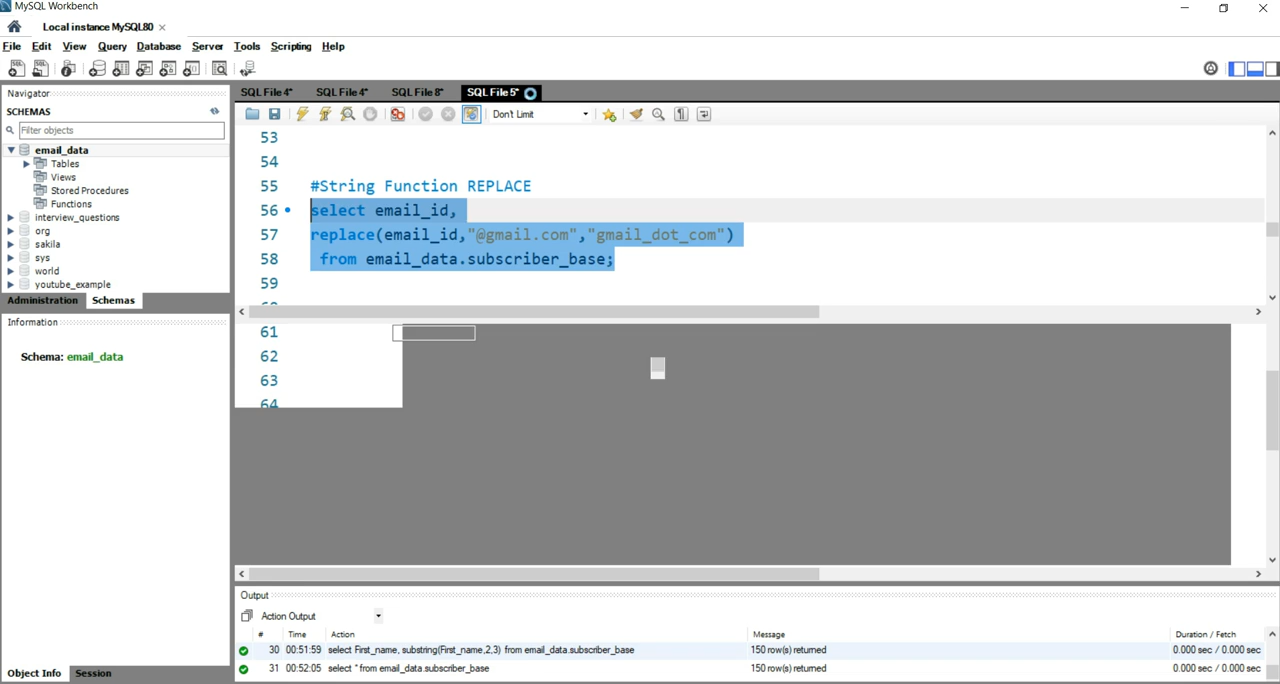 MySQL Workbench
Local instance MySQL80
File Edit View Query Database Server Tools Scripting Help
Navigator
SCHEMAS
Filter objects
email_data
Tables
Views
Stored Procedures
Functions
interview_questions
org
sakila
sys
world
youtube_example
Administration Schemas
Information
Schema: email_data
Object Info Session
SQL File 4* SQL File 4* SQL File 8* SQL File 5*
Don't Limit
53
54
55 #String Function REPLACE
56 select email_id,
57 replace(email_id,"@gmail.com","gmail_dot_com")
58 from email_data.subscriber_base;
59
60
61
62
63
64
Output
Action Output
# Time Action Message Duration / Fetch
30 00:51:59 select First_name, substring(First_name,2,3) from email_data.subscriber_base 150 row(s) returned 0.000 sec / 0.000 sec
31 00:52:05 select * from email_data.subscriber_base 150 row(s) returned 0.000 sec / 0.000 sec